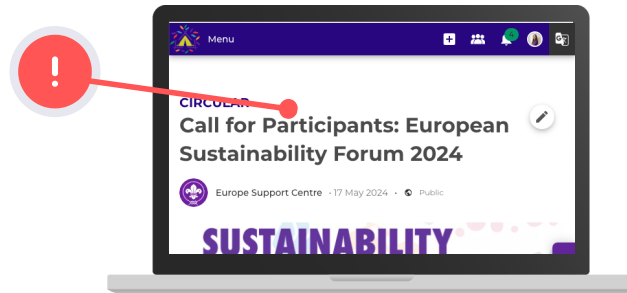 Menu
CIRCULAR
Call for Participants: European
Sustainability Forum 2024
Europe Support Centre • 17 May 2024 • Public
SUSTAINABILITY